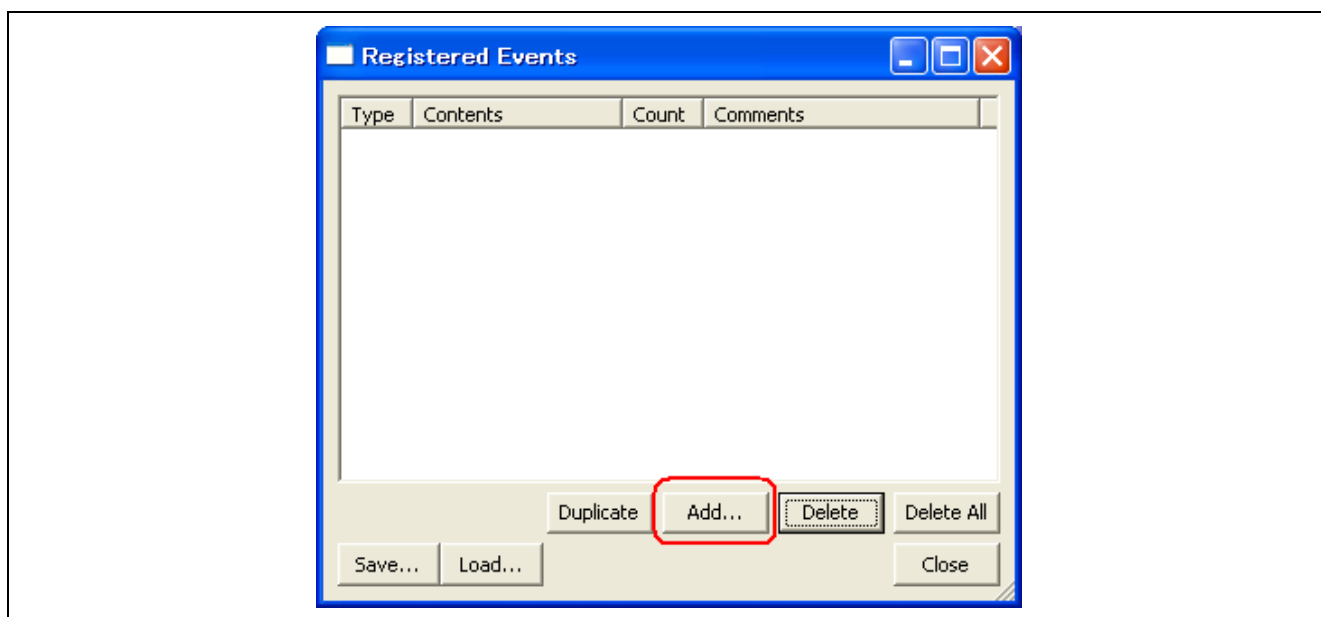 Registered Events
Type Contents Count Comments
Duplicate Add... Delete Delete All
Save... Load... Close